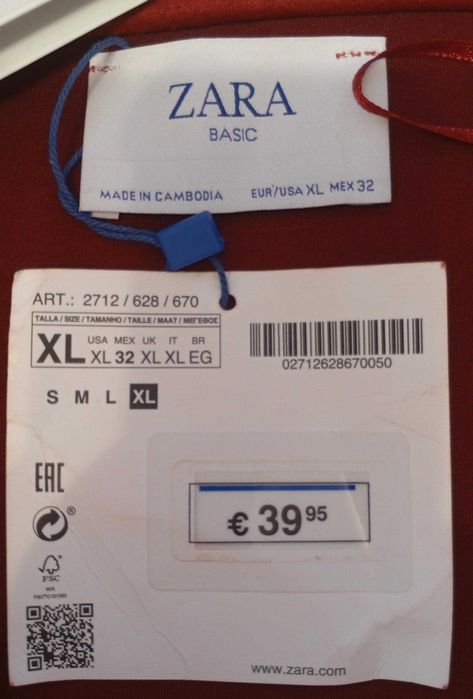 ZARA
BASIC
MADE IN CAMBODIA EUR/USA XL MEX 32
ART.: 2712 / 628 / 670
TALLA / SIZE / TAMANHO / TAILLE / MAAT / ΜΕΓΕΘΟΣ
XL
USA MEX UK IT BR
XL 32 XL XL EG
S M L XL
02712628670050
€ 39 95
EAC
®
FSC
www.zara.com